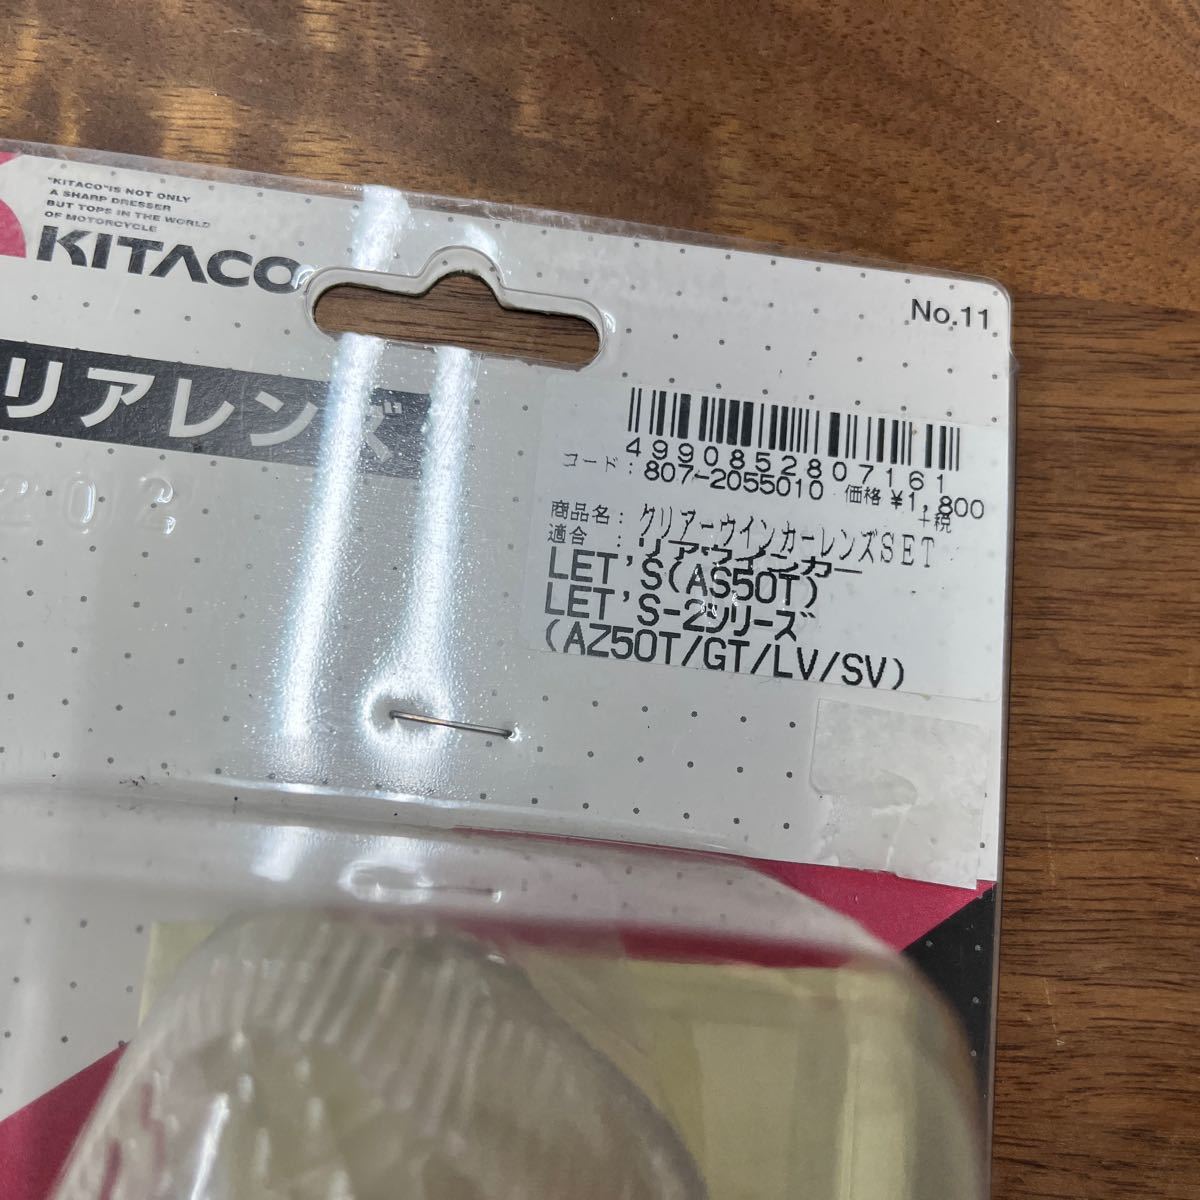 "KITACO"IS NOT ONLY
A SHARP DRESSER
BUT TOPS IN THE WORLD
OF MOTORCYCLE
KITACO
No.11
リアレンズ
202
4990852807161
コード: 807-2055010 価格 ¥1,800
+税
商品名: クリアーウインカーレンズSET
適合 : リアウインカー
LET'S(AS50T)
LET'S-2シリーズ
(AZ50T/GT/LV/SV)